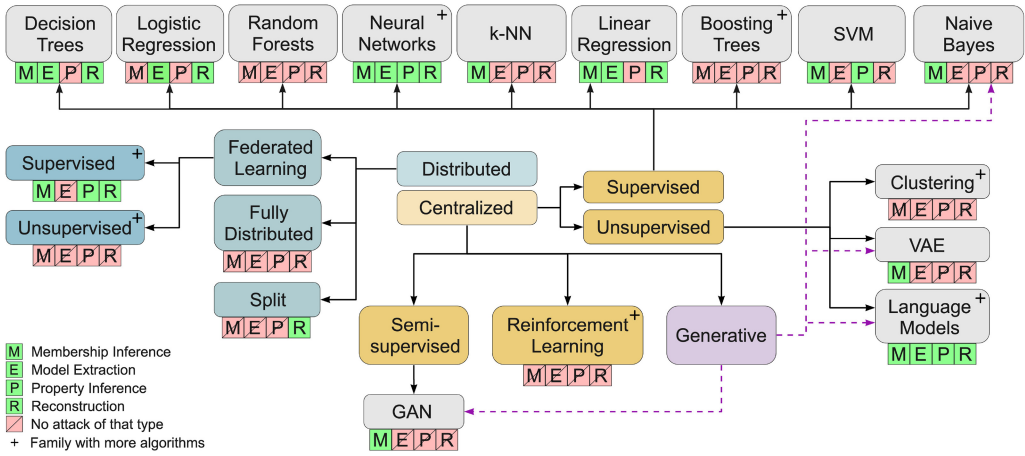 Decision Trees
M E P R
Logistic Regression
M E P R
Random Forests
M E P R
Neural Networks +
M E P R
k-NN
M E P R
Linear Regression
M E P R
Boosting Trees +
M E P R
SVM
M E P R
Naive Bayes
M E P R
Supervised +
M E P R
Unsupervised +
M E P R
Federated Learning
Fully Distributed
M E P R
Split
M E P R
Distributed
Centralized
Supervised
Unsupervised
Clustering +
M E P R
VAE
M E P R
Language Models +
M E P R
Semi-supervised
Reinforcement Learning +
M E P R
Generative
GAN
M E P R
M Membership Inference
E Model Extraction
P Property Inference
R Reconstruction
No attack of that type
+ Family with more algorithms